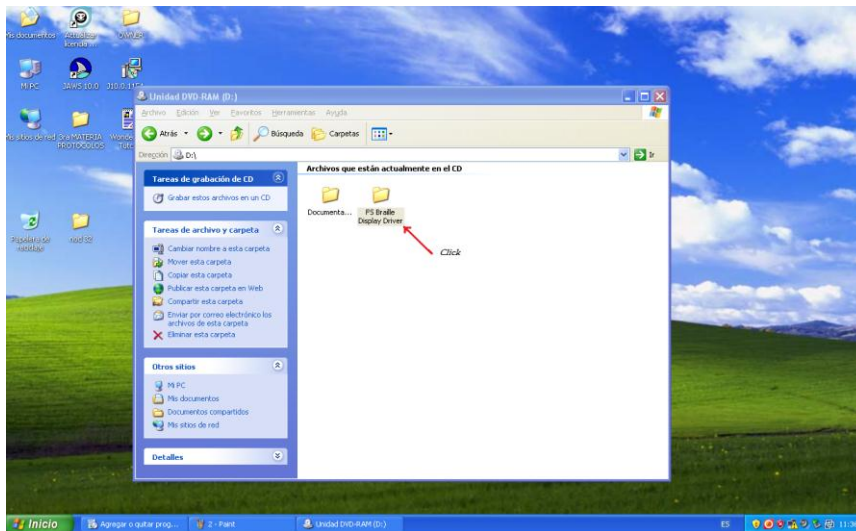 Mis documentos
Actualizar
licencia ...
OWNER
Mi PC
JAWS 10.0
Mis sitios de red
PROTOCOLOS
Papelera de
reciclaje
Unidad DVD-RAM (D:)
Archivo Edición Ver Favoritos Herramientas Ayuda
Atrás
Búsqueda
Carpetas
Dirección
D:\
Ir
Tareas de grabación de CD
Grabar estos archivos en un CD
Tareas de archivo y carpeta
Cambiar nombre a esta carpeta
Mover esta carpeta
Copiar esta carpeta
Publicar esta carpeta en Web
Compartir esta carpeta
Enviar por correo electrónico los
archivos de esta carpeta
Eliminar esta carpeta
Otros sitios
Mi PC
Mis documentos
Documentos compartidos
Mis sitios de red
Detalles
Archivos que están actualmente en el CD
Documenta...
FS Braille
Display Driver
Click
Inicio
Agregar o quitar prog...
2 - Paint
Unidad DVD-RAM (D:)
ES